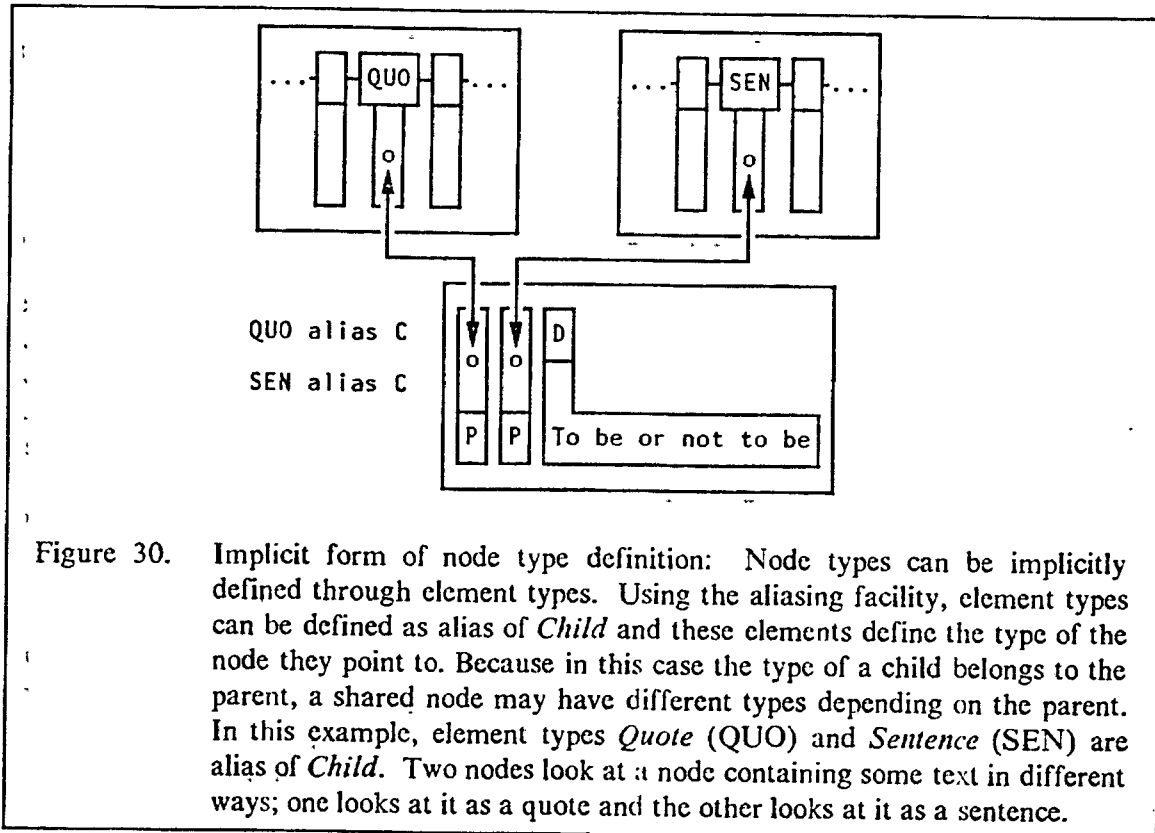 ... QUO ...
... SEN ...
o
o
QUO alias C
SEN alias C
o
o
D
P
P
To be or not to be
Figure 30. Implicit form of node type definition: Node types can be implicitly
defined through element types. Using the aliasing facility, element types
can be defined as alias of Child and these elements define the type of the
node they point to. Because in this case the type of a child belongs to the
parent, a shared node may have different types depending on the parent.
In this example, element types Quote (QUO) and Sentence (SEN) are
alias of Child. Two nodes look at a node containing some text in different
ways; one looks at it as a quote and the other looks at it as a sentence.